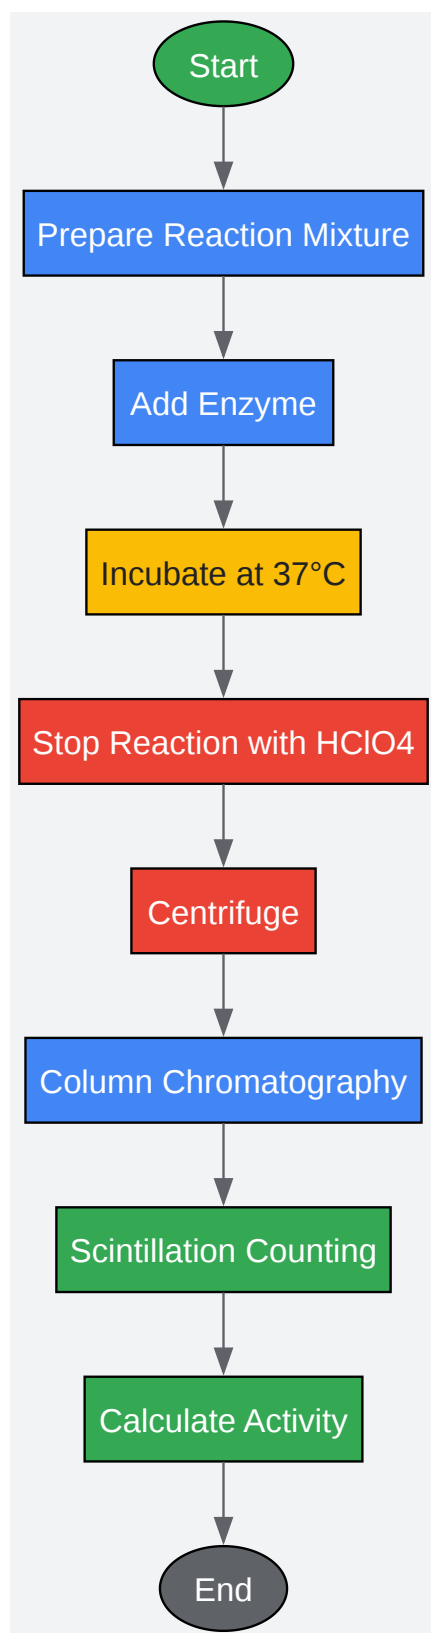 Start
Prepare Reaction Mixture
Add Enzyme
Incubate at 37°C
Stop Reaction with HClO4
Centrifuge
Column Chromatography
Scintillation Counting
Calculate Activity
End